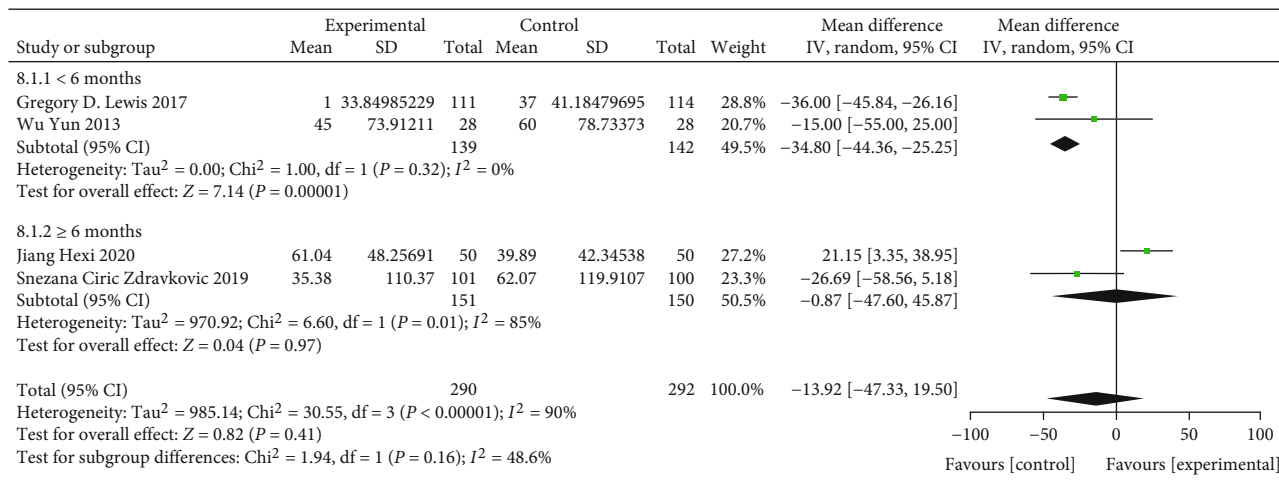 Experimental Control Mean difference Mean difference
Study or subgroup Mean SD Total Mean SD Total Weight IV, random, 95% CI IV, random, 95% CI
8.1.1 < 6 months
Gregory D. Lewis 2017 1 33.84985229 111 37 41.18479695 114 28.8% −36.00 [−45.84, −26.16]
Wu Yun 2013 45 73.91211 28 60 78.73373 28 20.7% −15.00 [−55.00, 25.00]
Subtotal (95% CI) 139 142 49.5% −34.80 [−44.36, −25.25]
Heterogeneity: Tau² = 0.00; Chi² = 1.00, df = 1 (P = 0.32); I² = 0%
Test for overall effect: Z = 7.14 (P = 0.00001)
8.1.2 ≥ 6 months
Jiang Hexi 2020 61.04 48.25691 50 39.89 42.34538 50 27.2% 21.15 [3.35, 38.95]
Snezana Ciric Zdravkovic 2019 35.38 110.37 101 62.07 119.9107 100 23.3% −26.69 [−58.56, 5.18]
Subtotal (95% CI) 151 150 50.5% −0.87 [−47.60, 45.87]
Heterogeneity: Tau² = 970.92; Chi² = 6.60, df = 1 (P = 0.01); I² = 85%
Test for overall effect: Z = 0.04 (P = 0.97)
Total (95% CI) 290 292 100.0% −13.92 [−47.33, 19.50]
Heterogeneity: Tau² = 985.14; Chi² = 30.55, df = 3 (P < 0.00001); I² = 90%
Test for overall effect: Z = 0.82 (P = 0.41)
Test for subgroup differences: Chi² = 1.94, df = 1 (P = 0.16); I² = 48.6%
−100 −50 0 50 100
Favours [control] Favours [experimental]